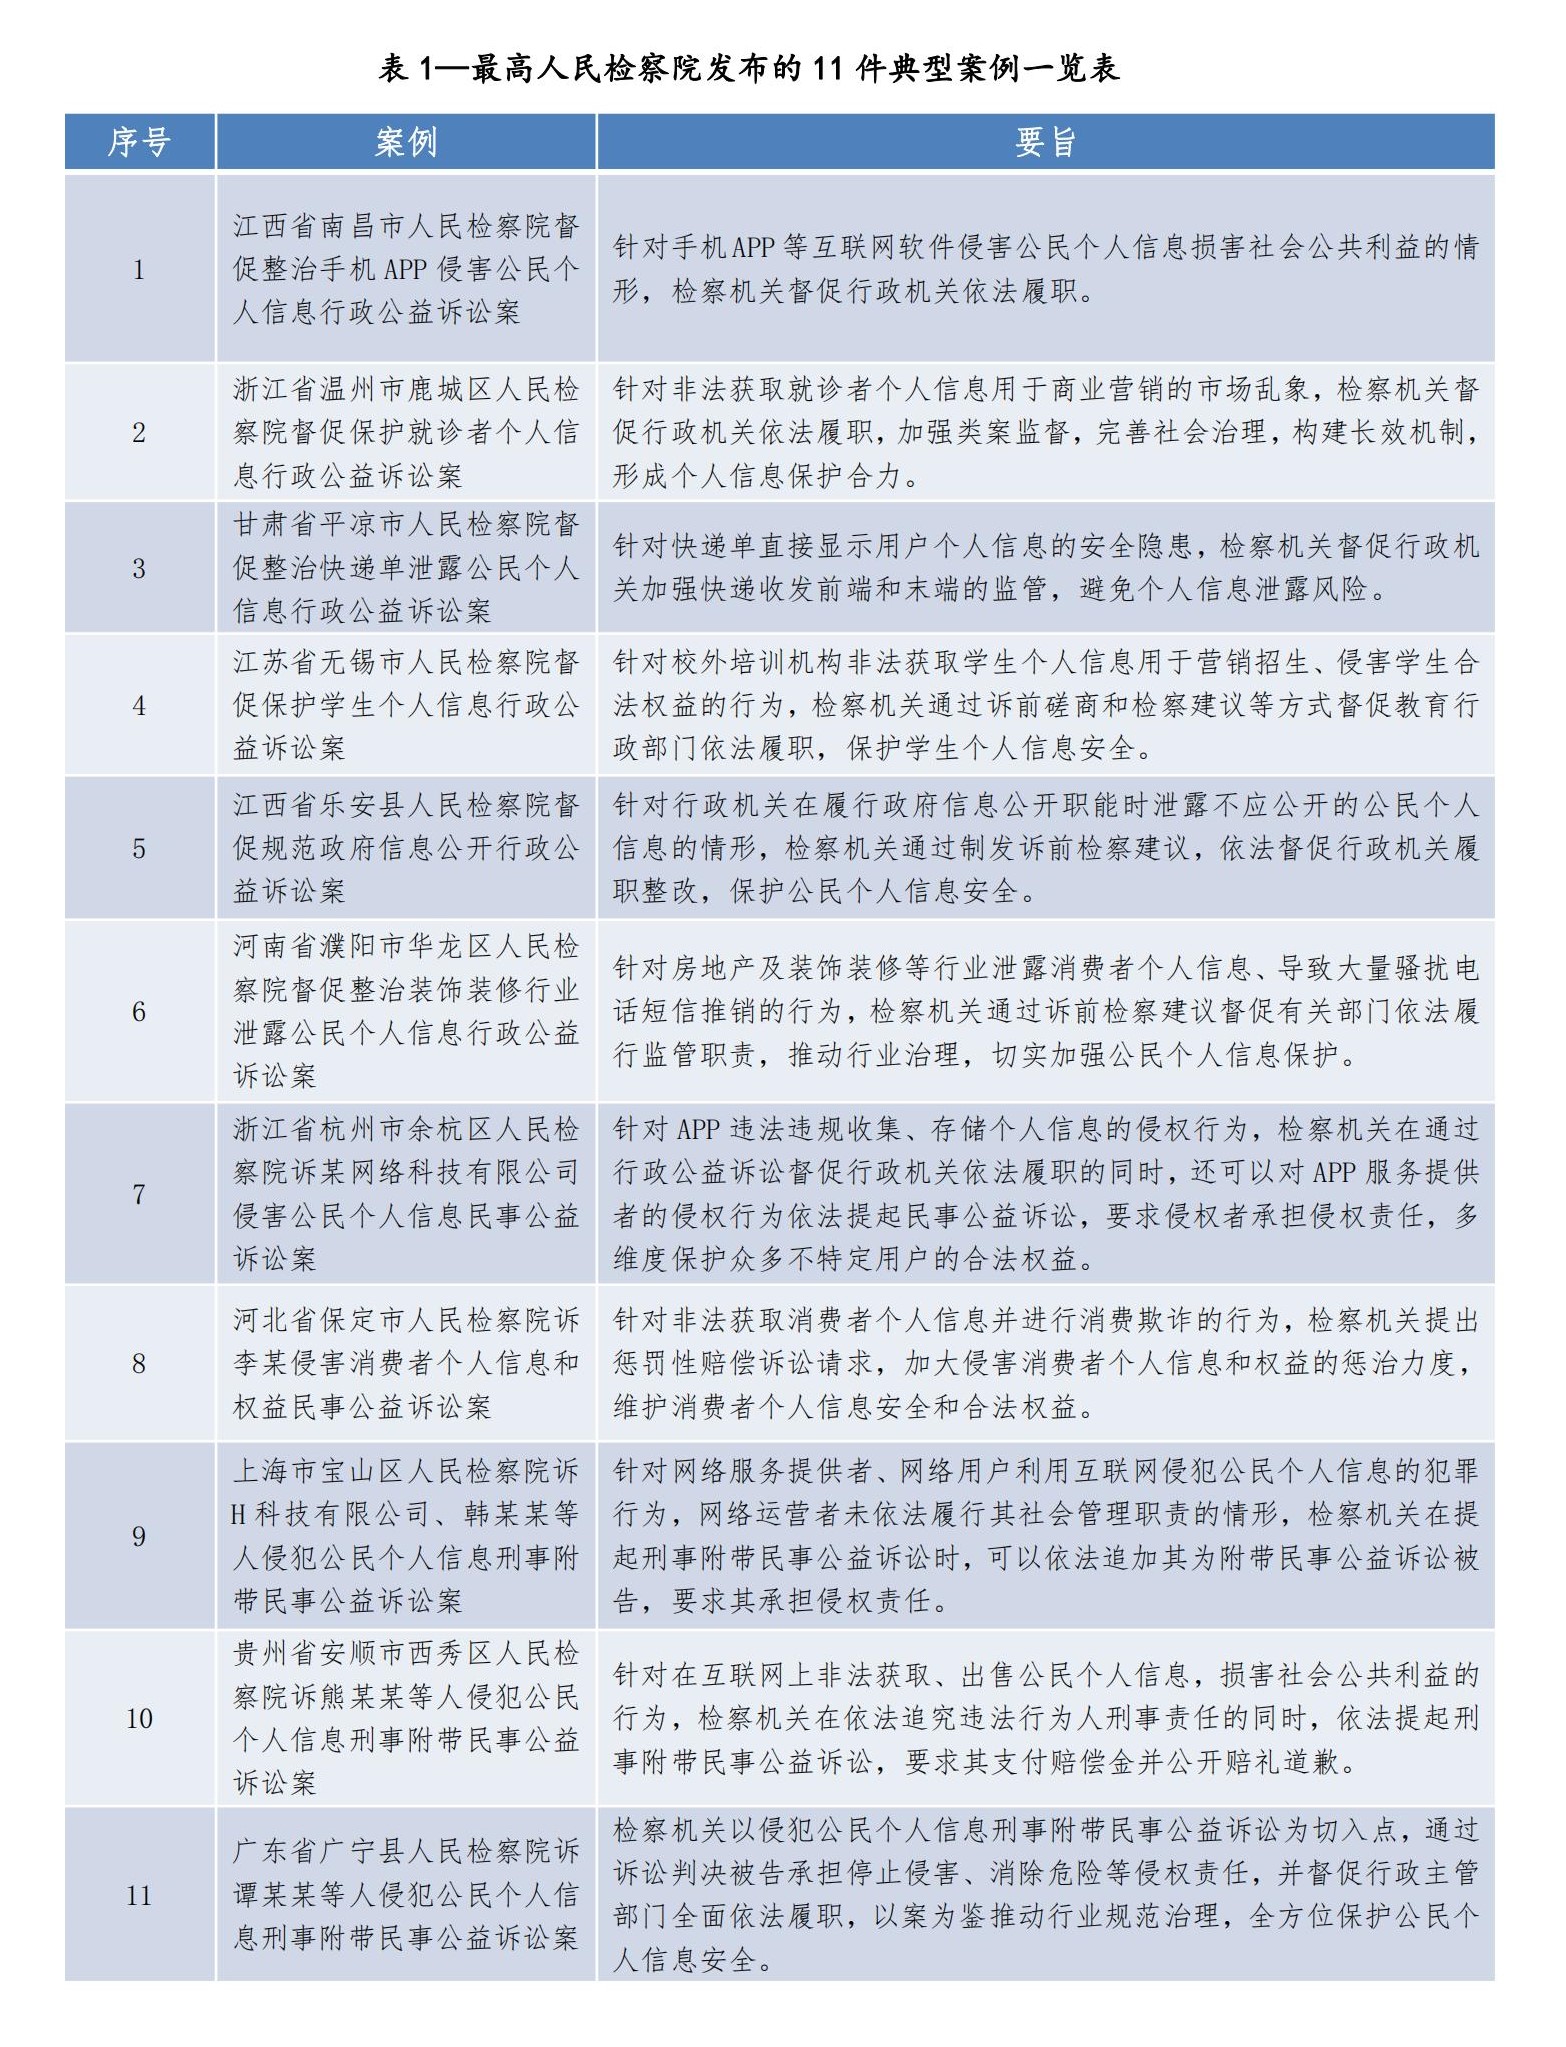 表 1—最高人民检察院发布的 11 件典型案例一览表
序号
案例
要旨
1
江西省南昌市人民检察院督
促整治手机 APP 侵害公民个
人信息行政公益诉讼案
针对手机 APP 等互联网软件侵害公民个人信息损害社会公共利益的情
形，检察机关督促行政机关依法履职。
2
浙江省温州市鹿城区人民检
察院督促保护就诊者个人信
息行政公益诉讼案
针对非法获取就诊者个人信息用于商业营销的市场乱象，检察机关督
促行政机关依法履职，加强类案监督，完善社会治理，构建长效机制，
形成个人信息保护合力。
3
甘肃省平凉市人民检察院督
促整治快递单泄露公民个人
信息行政公益诉讼案
针对快递单直接显示用户个人信息的安全隐患，检察机关督促行政机
关加强快递收发前端和末端的监管，避免个人信息泄露风险。
4
江苏省无锡市人民检察院督
促保护学生个人信息行政公
益诉讼案
针对校外培训机构非法获取学生个人信息用于营销招生、侵害学生合
法权益的行为，检察机关通过诉前磋商和检察建议等方式督促教育行
政部门依法履职，保护学生个人信息安全。
5
江西省乐安县人民检察院督
促规范政府信息公开行政公
益诉讼案
针对行政机关在履行政府信息公开职能时泄露不应公开的公民个人
信息的情形，检察机关通过制发诉前检察建议，依法督促行政机关履
职整改，保护公民个人信息安全。
6
河南省濮阳市华龙区人民检
察院督促整治装饰装修行业
泄露公民个人信息行政公益
诉讼案
针对房地产及装饰装修等行业泄露消费者个人信息、导致大量骚扰电
话短信推销的行为，检察机关通过诉前检察建议督促有关部门依法履
行监管职责，推动行业治理，切实加强公民个人信息保护。
7
浙江省杭州市余杭区人民检
察院诉某网络科技有限公司
侵害公民个人信息民事公益
诉讼案
针对 APP 违法违规收集、存储个人信息的侵权行为，检察机关在通过
行政公益诉讼督促行政机关依法履职的同时，还可以对 APP 服务提供
者的侵权行为依法提起民事公益诉讼，要求侵权者承担侵权责任，多
维度保护众多不特定用户的合法权益。
8
河北省保定市人民检察院诉
李某侵害消费者个人信息和
权益民事公益诉讼案
针对非法获取消费者个人信息并进行消费欺诈的行为，检察机关提出
惩罚性赔偿诉讼请求，加大侵害消费者个人信息和权益的惩治力度，
维护消费者个人信息安全和合法权益。
9
上海市宝山区人民检察院诉
H 科技有限公司、韩某某等
人侵犯公民个人信息刑事附
带民事公益诉讼案
针对网络服务提供者、网络用户利用互联网侵犯公民个人信息的犯罪
行为，网络运营者未依法履行其社会管理职责的情形，检察机关在提
起刑事附带民事公益诉讼时，可以依法追加其为附带民事公益诉讼被
告，要求其承担侵权责任。
10
贵州省安顺市西秀区人民检
察院诉熊某某等人侵犯公民
个人信息刑事附带民事公益
诉讼案
针对在互联网上非法获取、出售公民个人信息，损害社会公共利益的
行为，检察机关在依法追究违法行为人刑事责任的同时，依法提起刑
事附带民事公益诉讼，要求其支付赔偿金并公开赔礼道歉。
11
广东省广宁县人民检察院诉
谭某某等人侵犯公民个人信
息刑事附带民事公益诉讼案
检察机关以侵犯公民个人信息刑事附带民事公益诉讼为切入点，通过
诉讼判决被告承担停止侵害、消除危险等侵权责任，并督促行政主管
部门全面依法履职，以案为鉴推动行业规范治理，全方位保护公民个
人信息安全。